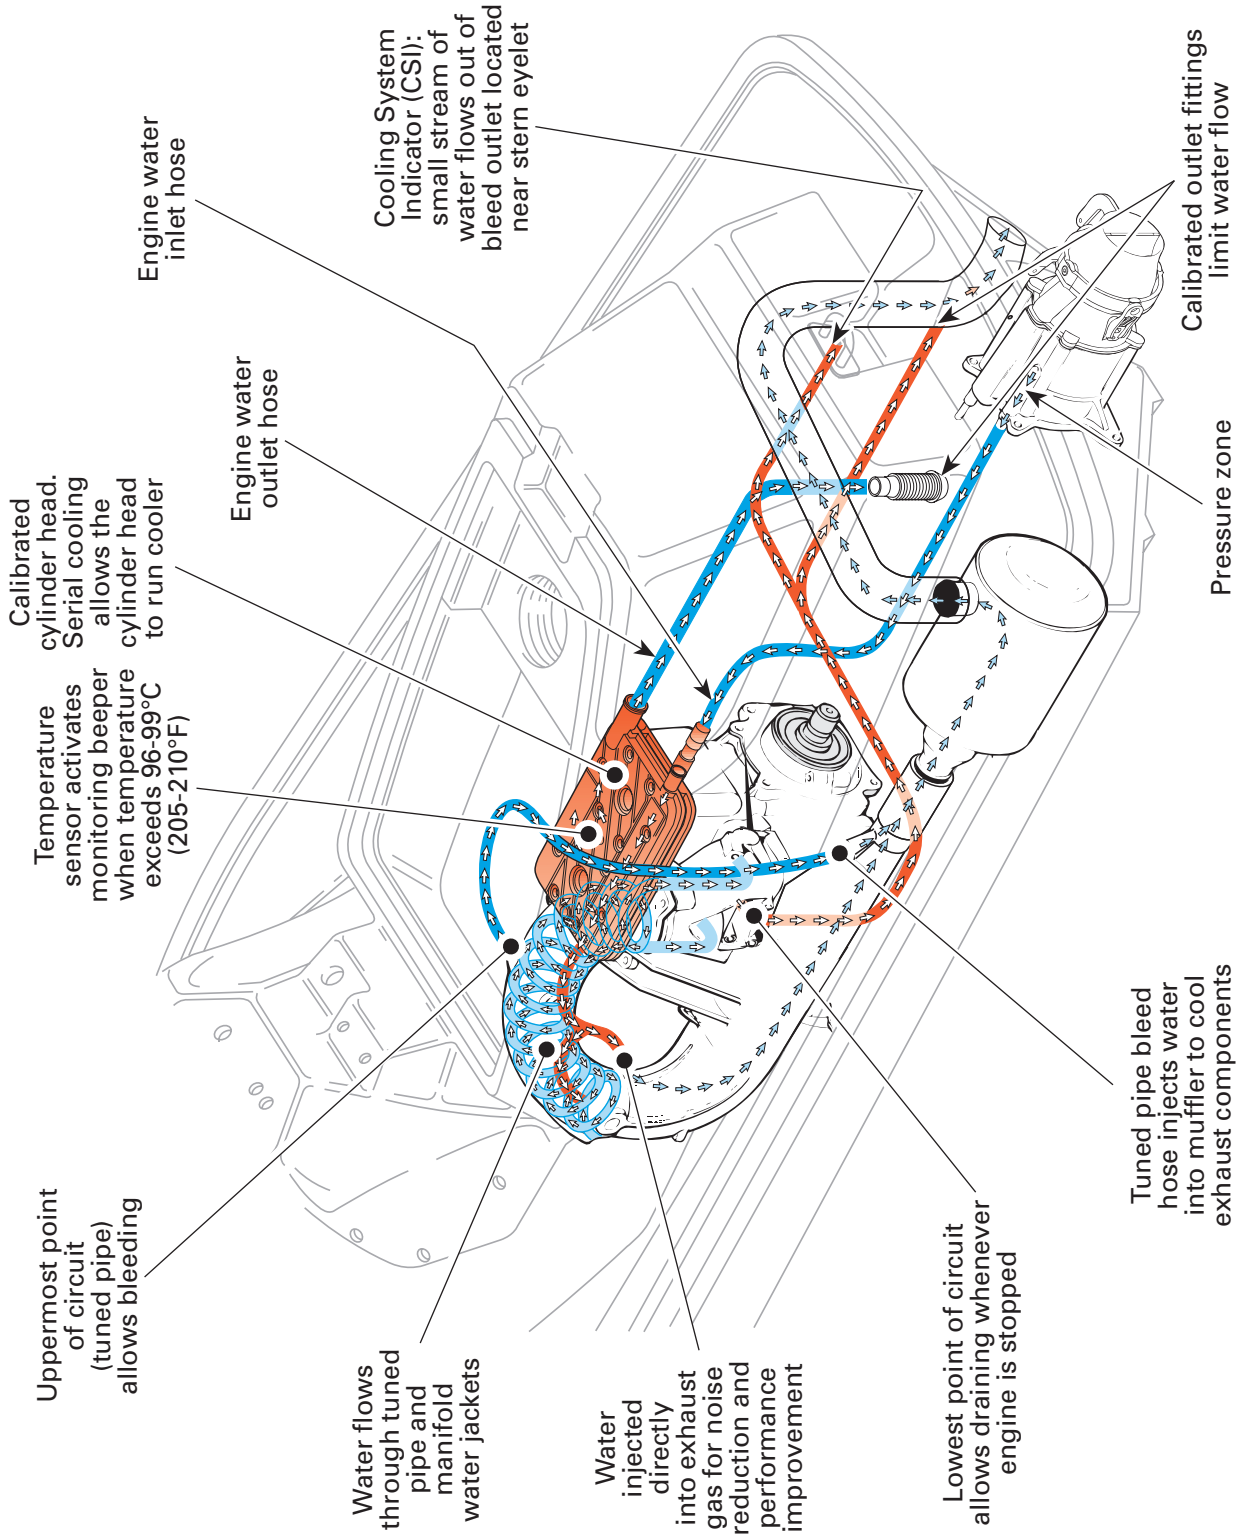 Uppermost point
of circuit
(tuned pipe)
allows bleeding
Temperature
sensor activates
monitoring beeper
when temperature
exceeds 96-99°C
(205-210°F)
Calibrated
cylinder head.
Serial cooling
allows the
cylinder head
to run cooler
Engine water
outlet hose
Engine water
inlet hose
Cooling System
Indicator (CSI):
small stream of
water flows out of
bleed outlet located
near stern eyelet
Water flows
through tuned
pipe and
manifold
water jackets
Water
injected
directly
into exhaust
gas for noise
reduction and
performance
improvement
Lowest point of circuit
allows draining whenever
engine is stopped
Tuned pipe bleed
hose injects water
into muffler to cool
exhaust components
Pressure zone
Calibrated outlet fittings
limit water flow